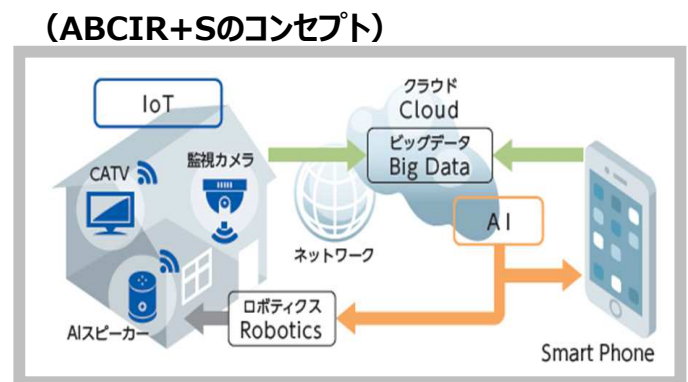 （ABCIR+Sのコンセプト）
IoT
CATV
監視カメラ
AIスピーカー
ネットワーク
クラウド
Cloud
ビッグデータ
Big Data
AI
ロボティクス
Robotics
Smart Phone